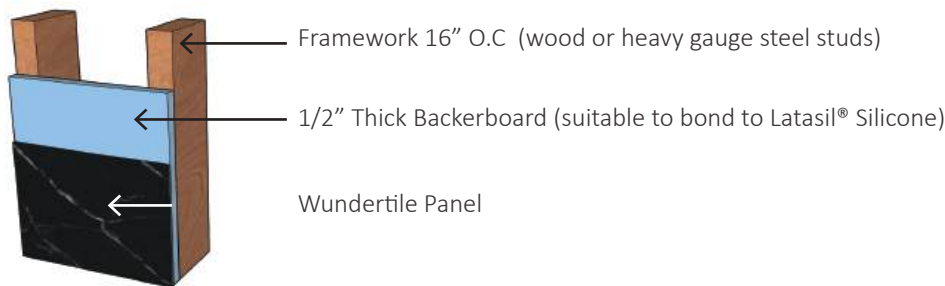 Framework 16” O.C  (wood or heavy gauge steel studs)
1/2” Thick Backerboard (suitable to bond to Latasil® Silicone)
Wundertile Panel